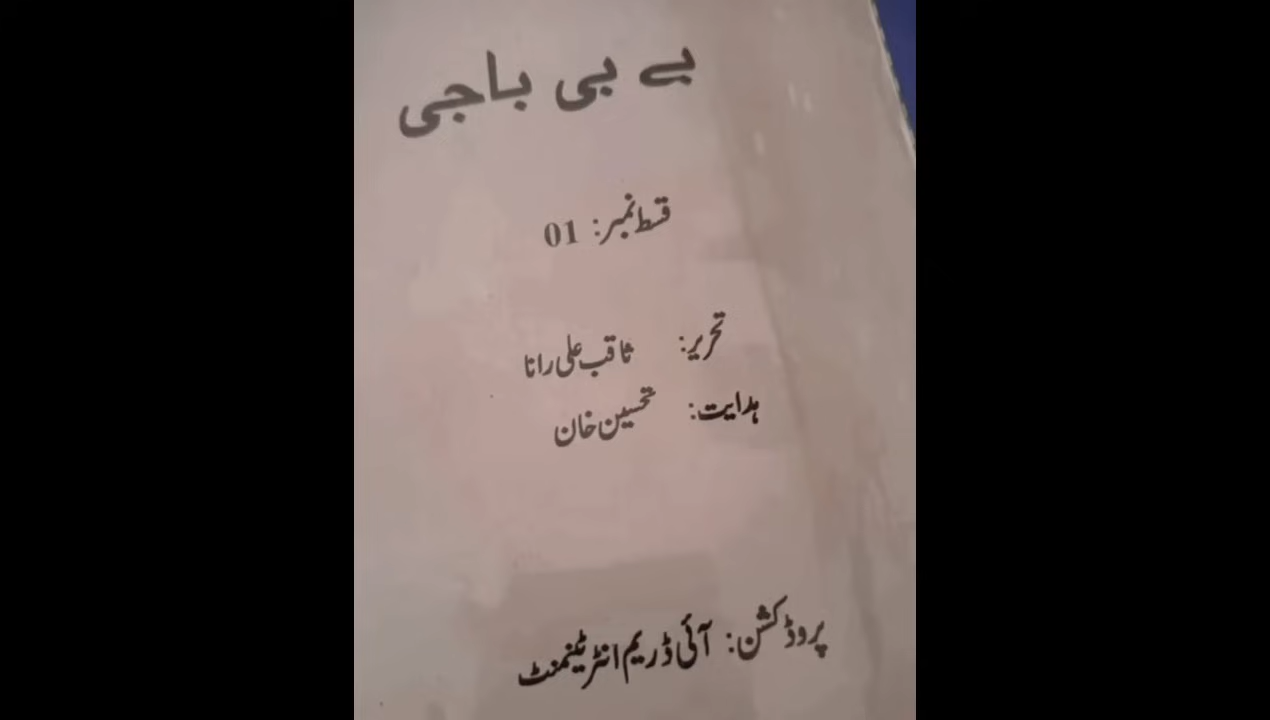 بے بی باجی
قسط نمبر: 01
تحریر: ثاقب علی رانا
ہدایت: تحسین خان
پروڈکشن: آئی ڈریم انٹرٹینمنٹ